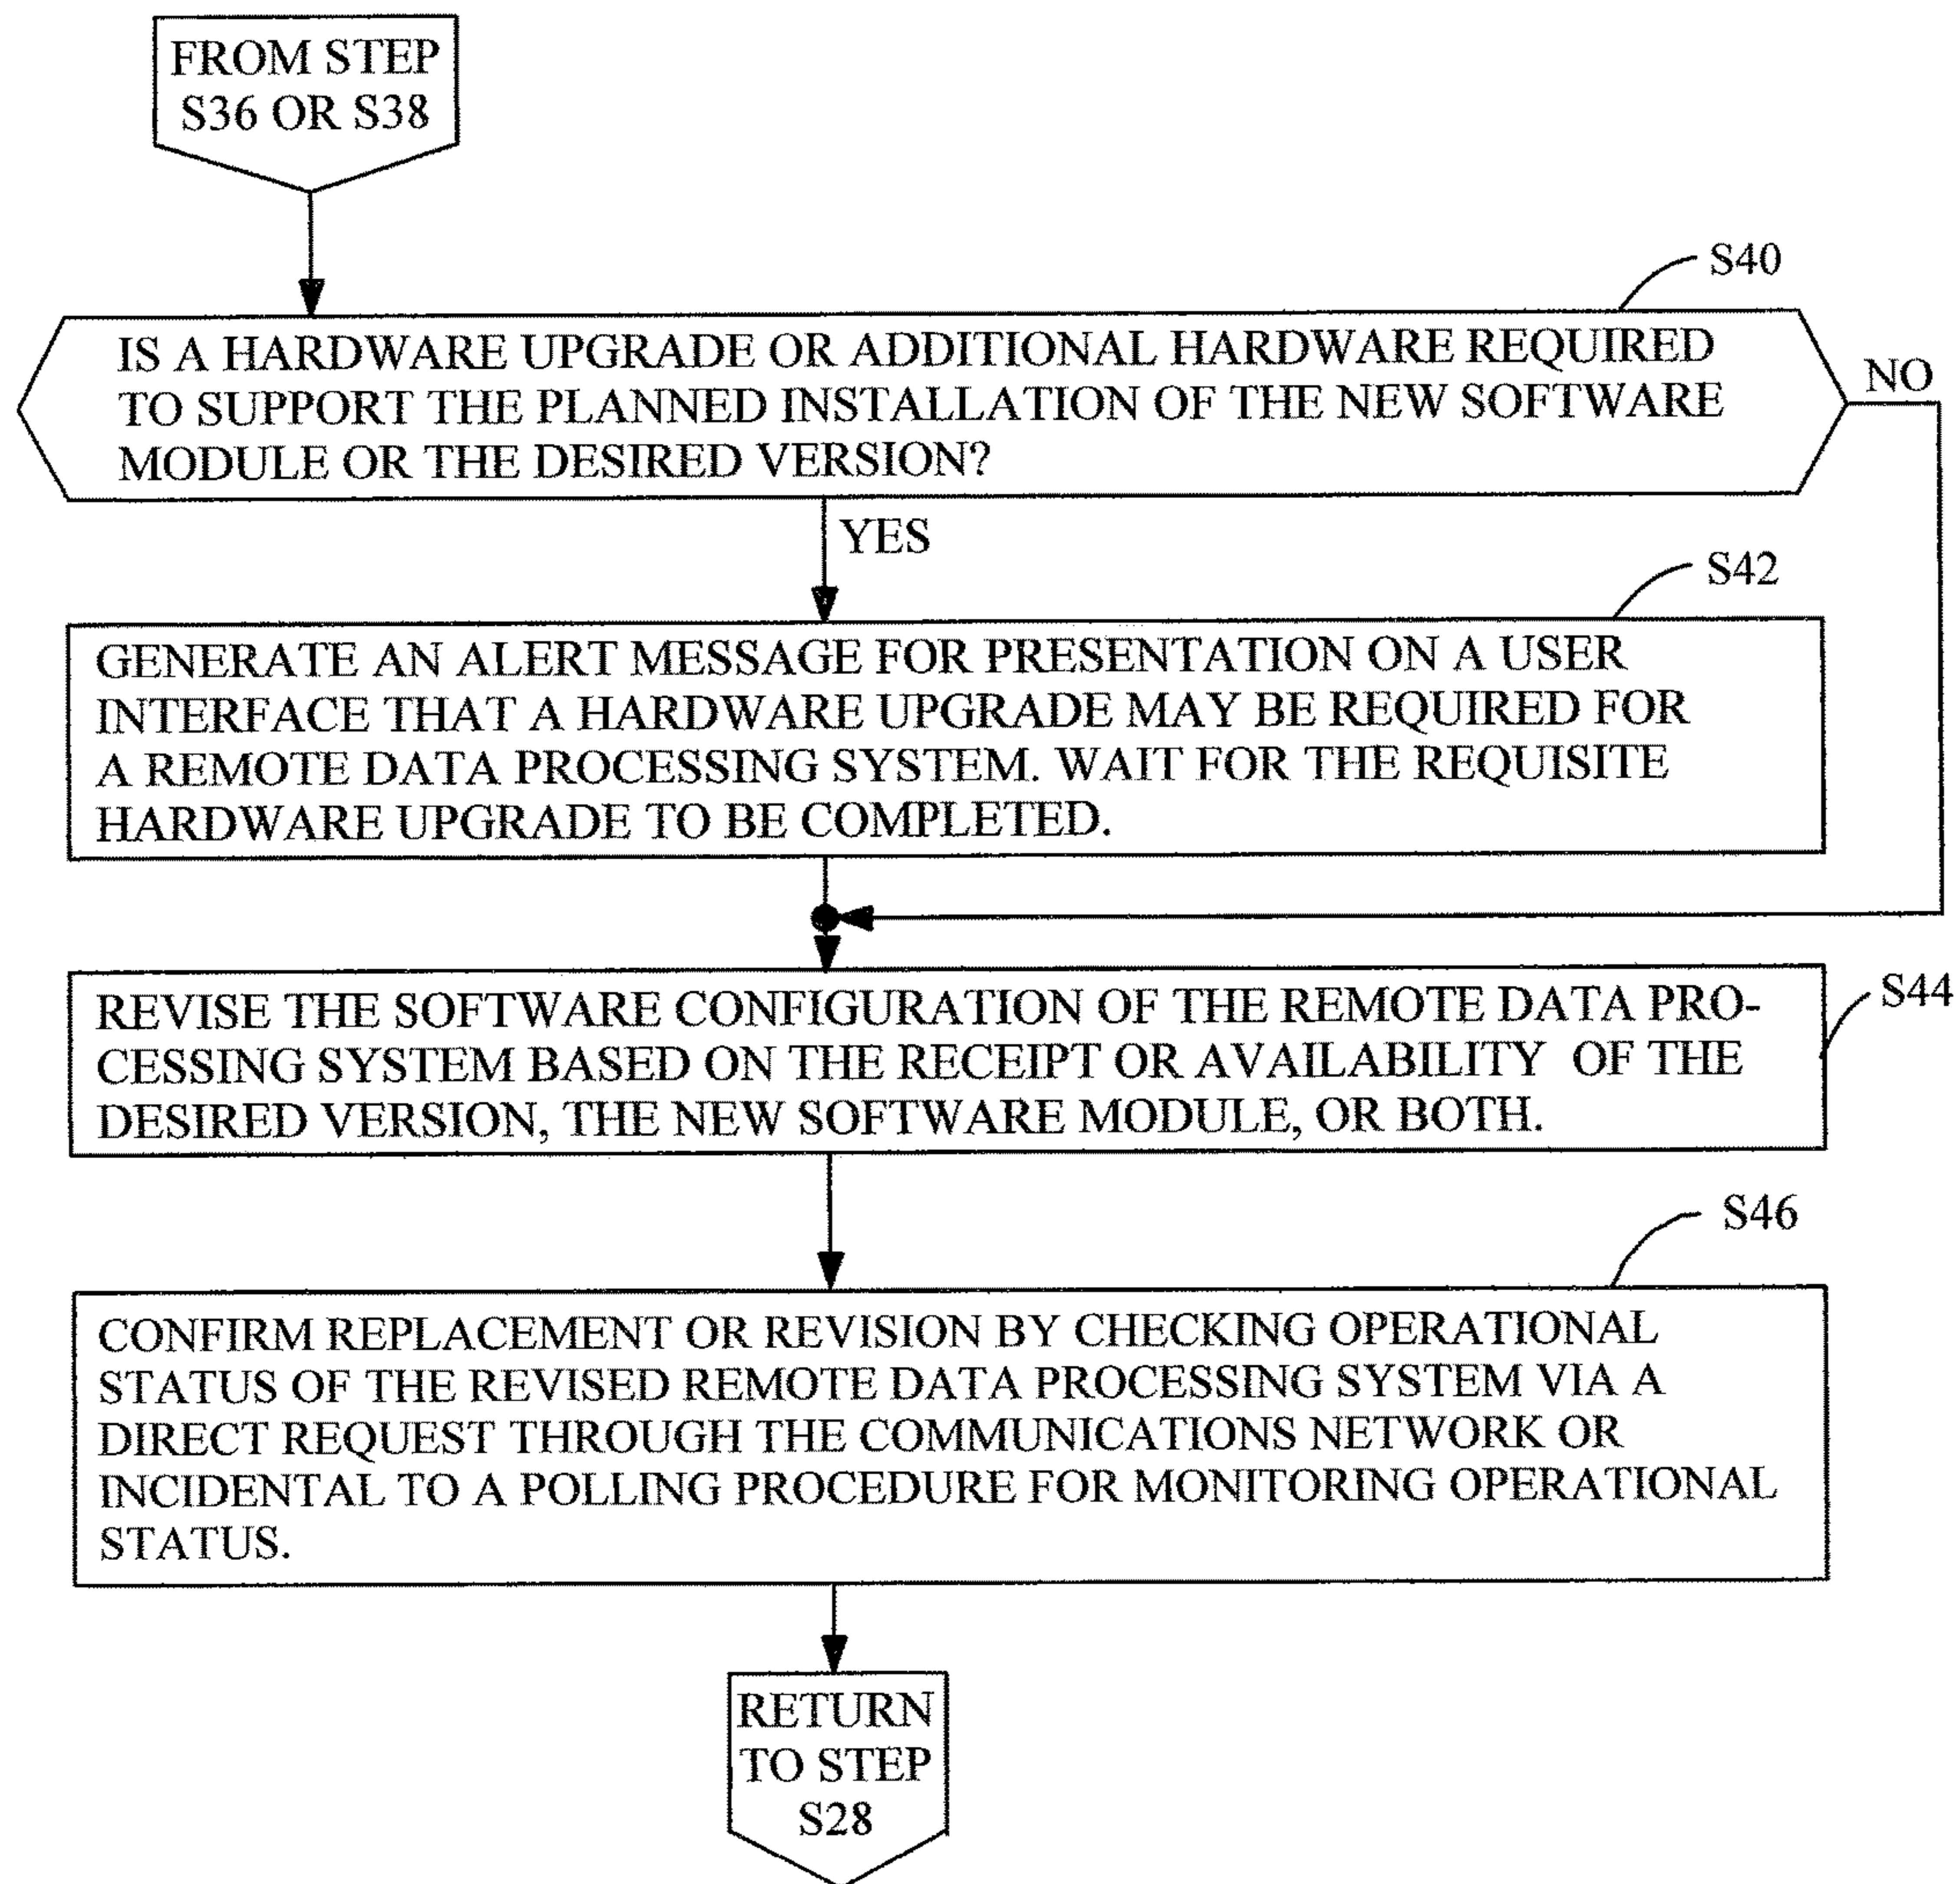 FROM STEP
S36 OR S38
S40
IS A HARDWARE UPGRADE OR ADDITIONAL HARDWARE REQUIRED
TO SUPPORT THE PLANNED INSTALLATION OF THE NEW SOFTWARE
MODULE OR THE DESIRED VERSION?
NO
YES
S42
GENERATE AN ALERT MESSAGE FOR PRESENTATION ON A USER
INTERFACE THAT A HARDWARE UPGRADE MAY BE REQUIRED FOR
A REMOTE DATA PROCESSING SYSTEM. WAIT FOR THE REQUISITE
HARDWARE UPGRADE TO BE COMPLETED.
S44
REVISE THE SOFTWARE CONFIGURATION OF THE REMOTE DATA PRO-
CESSING SYSTEM BASED ON THE RECEIPT OR AVAILABILITY OF THE
DESIRED VERSION, THE NEW SOFTWARE MODULE, OR BOTH.
S46
CONFIRM REPLACEMENT OR REVISION BY CHECKING OPERATIONAL
STATUS OF THE REVISED REMOTE DATA PROCESSING SYSTEM VIA A
DIRECT REQUEST THROUGH THE COMMUNICATIONS NETWORK OR
INCIDENTAL TO A POLLING PROCEDURE FOR MONITORING OPERATIONAL
STATUS.
RETURN
TO STEP
S28